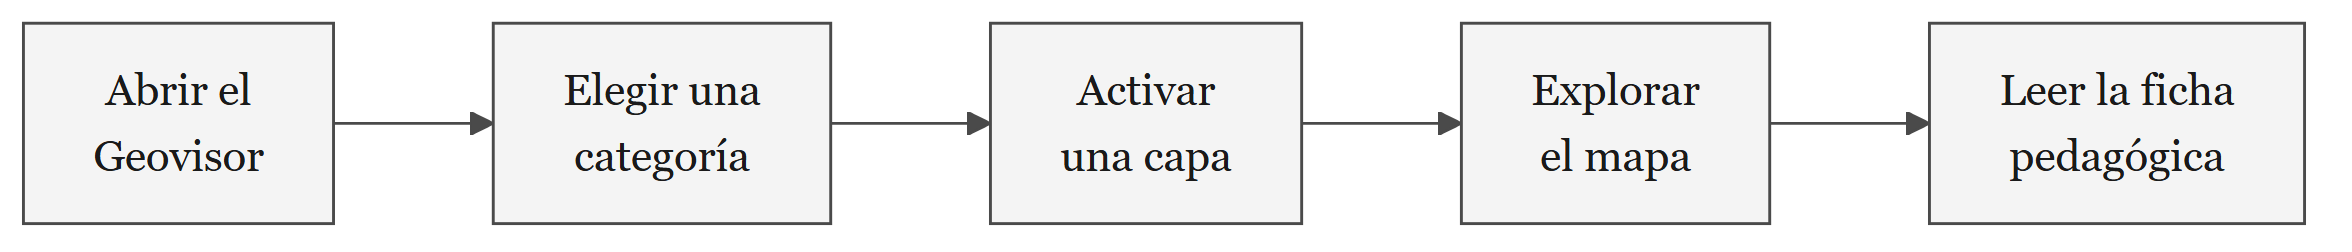 Abrir el
Geovisor
Elegir una
categoría
Activar
una capa
Explorar
el mapa
Leer la ficha
pedagógica